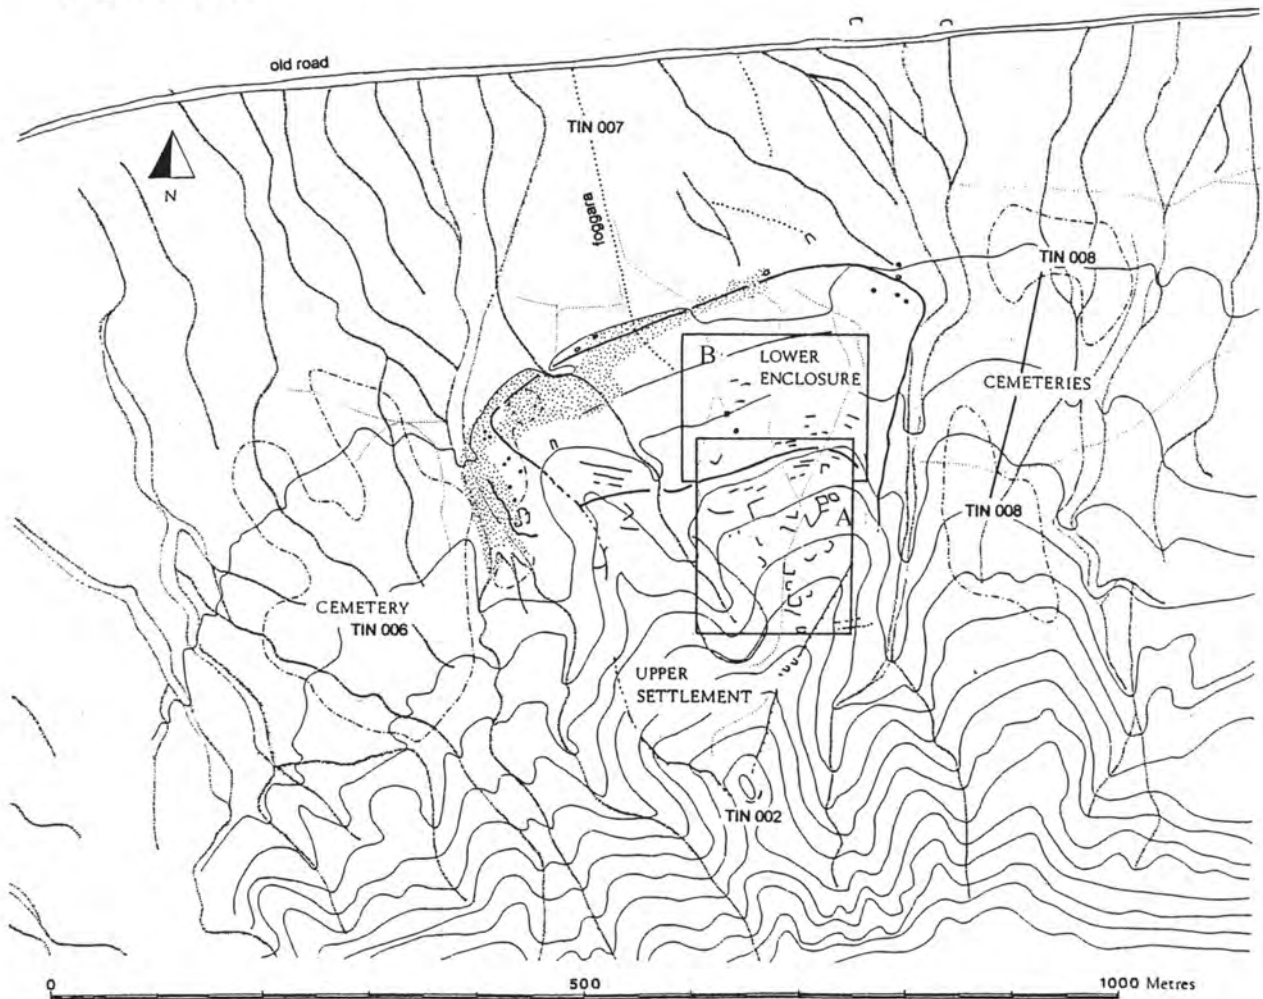 old road
TIN 007
N
foggara
TIN 008
B
LOWER
ENCLOSURE
CEMETERIES
A
TIN 008
CEMETERY
TIN 006
UPPER
SETTLEMENT
TIN 002
0 500 1000 Metres